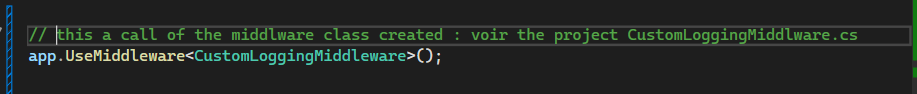 // this a call of the middlware class created : voir the project CustomLoggingMiddlware.cs
app.UseMiddleware<CustomLoggingMiddleware>();